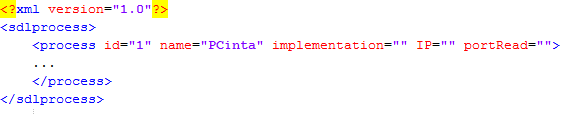 <?xml version="1.0"?>
<sdlprocess>
<process id="1" name="PCinta" implementation="" IP="" portRead="">
...
</process>
</sdlprocess>